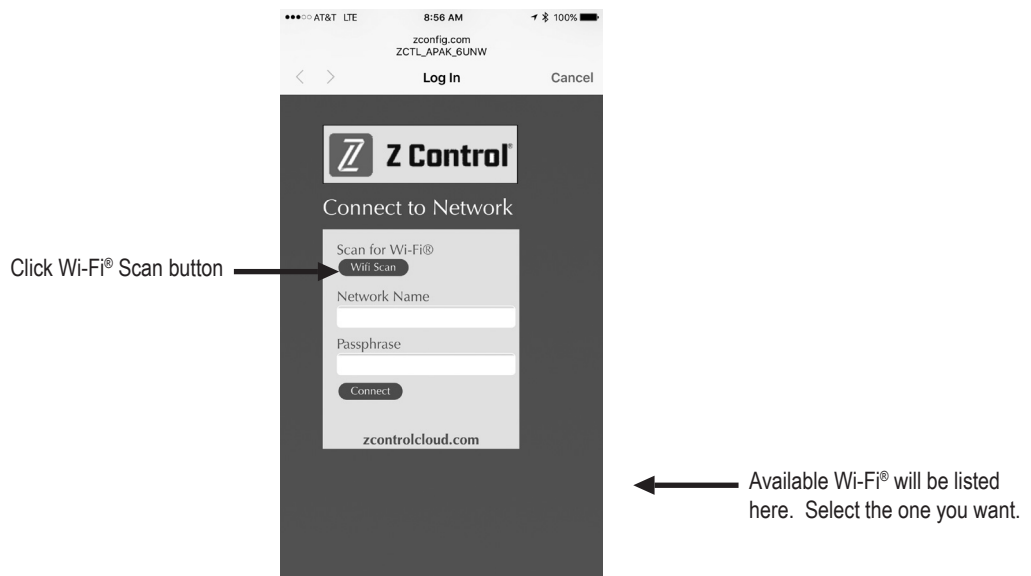 AT&T LTE 8:56 AM 100%
zconfig.com
ZCTL_APAK_6UNW
Log In Cancel
Z Control®
Connect to Network
Scan for Wi-Fi®
Wifi Scan
Click Wi-Fi® Scan button
Network Name
Passphrase
Connect
zcontrolcloud.com
Available Wi-Fi® will be listed
here. Select the one you want.